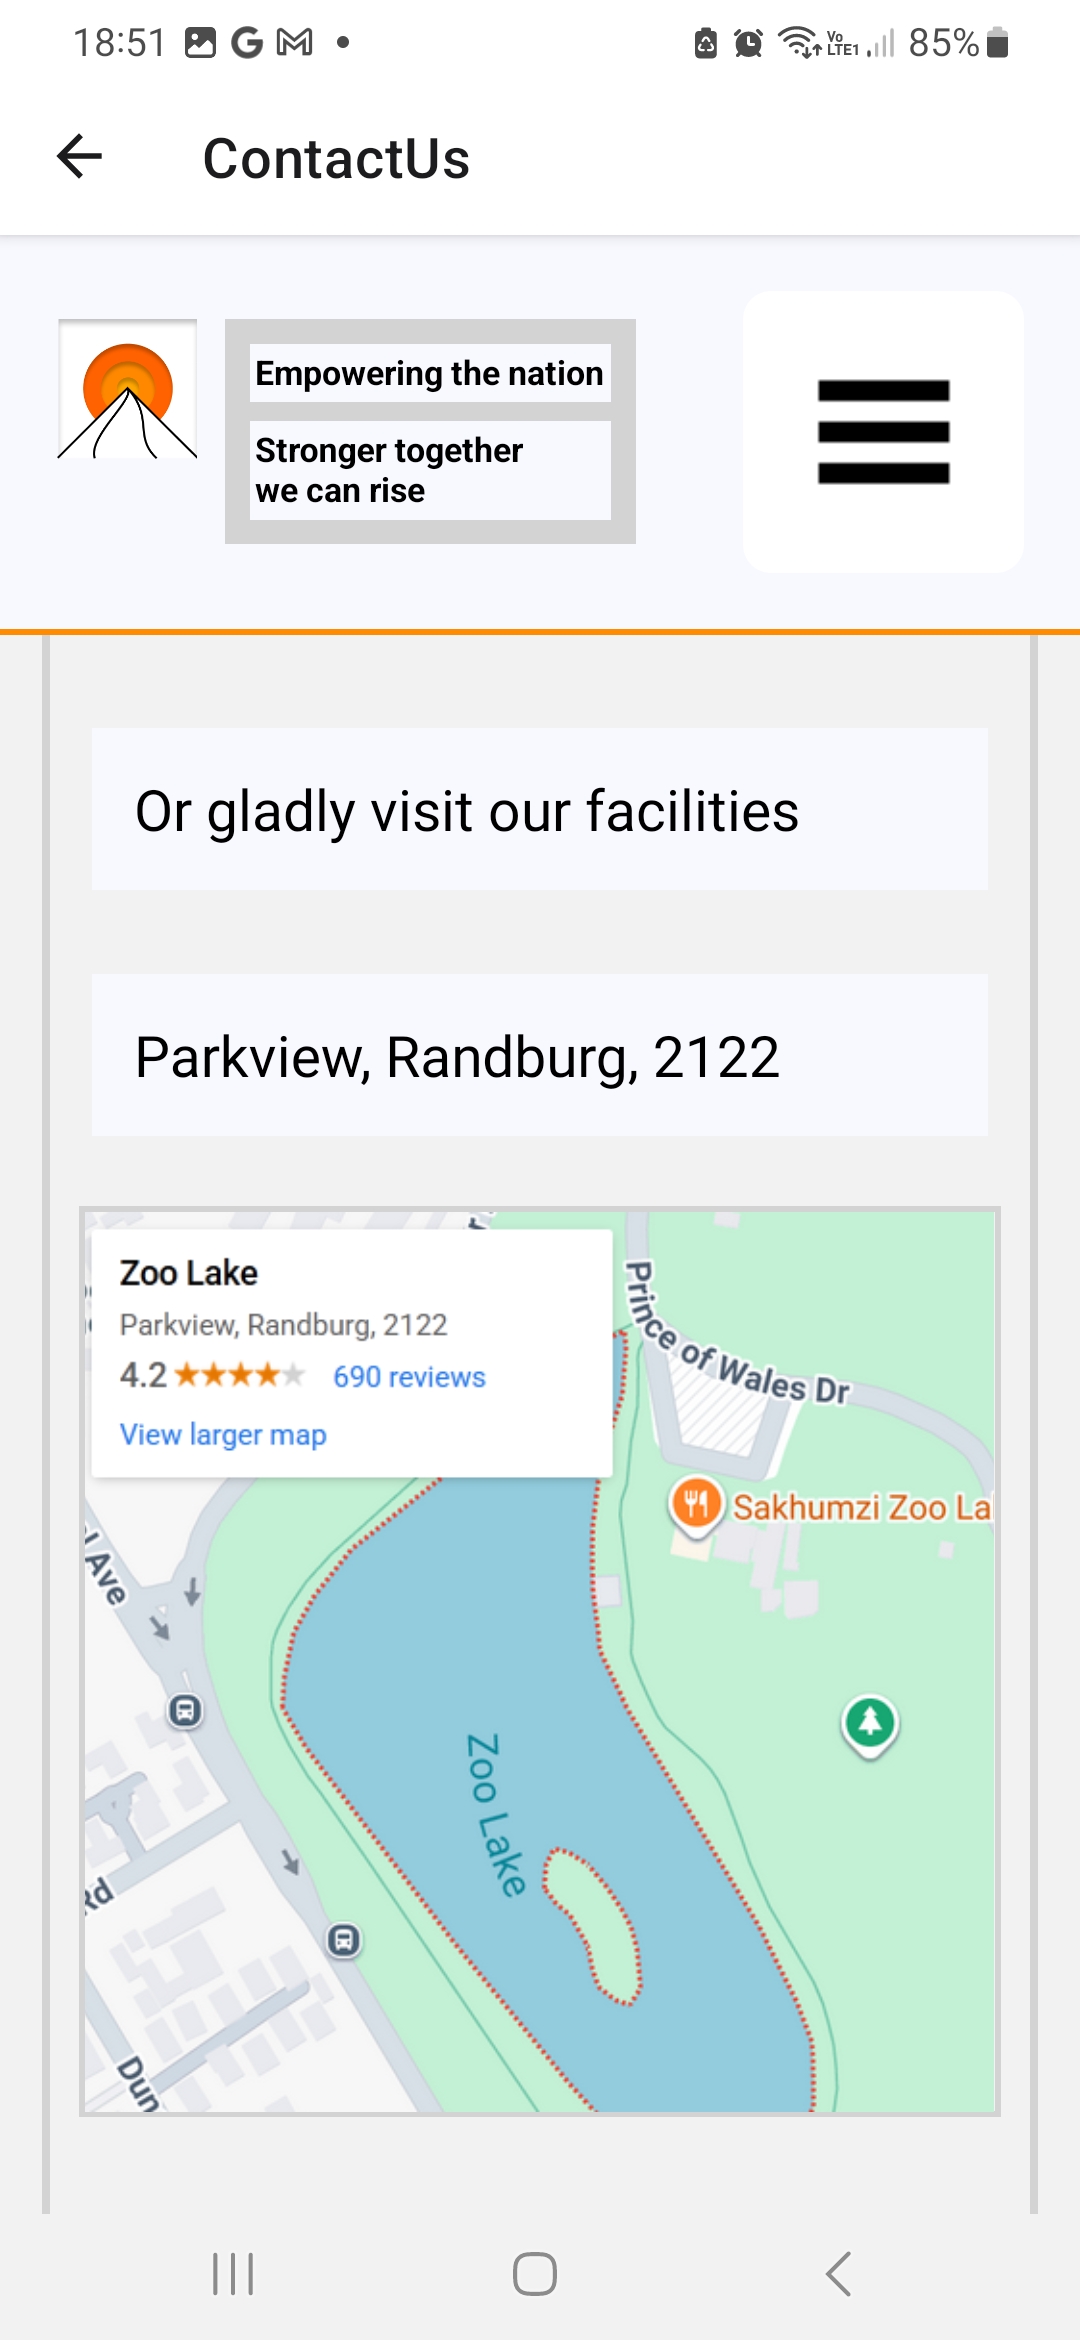 18:51
Vo
LTE1
85%
ContactUs
Empowering the nation
Stronger together
we can rise
Or gladly visit our facilities
Parkview, Randburg, 2122
Zoo Lake
Parkview, Randburg, 2122
4.2
690 reviews
View larger map
Prince of Wales Dr
Sakhumzi Zoo La
Ave
Zoo Lake
Rd
Dun